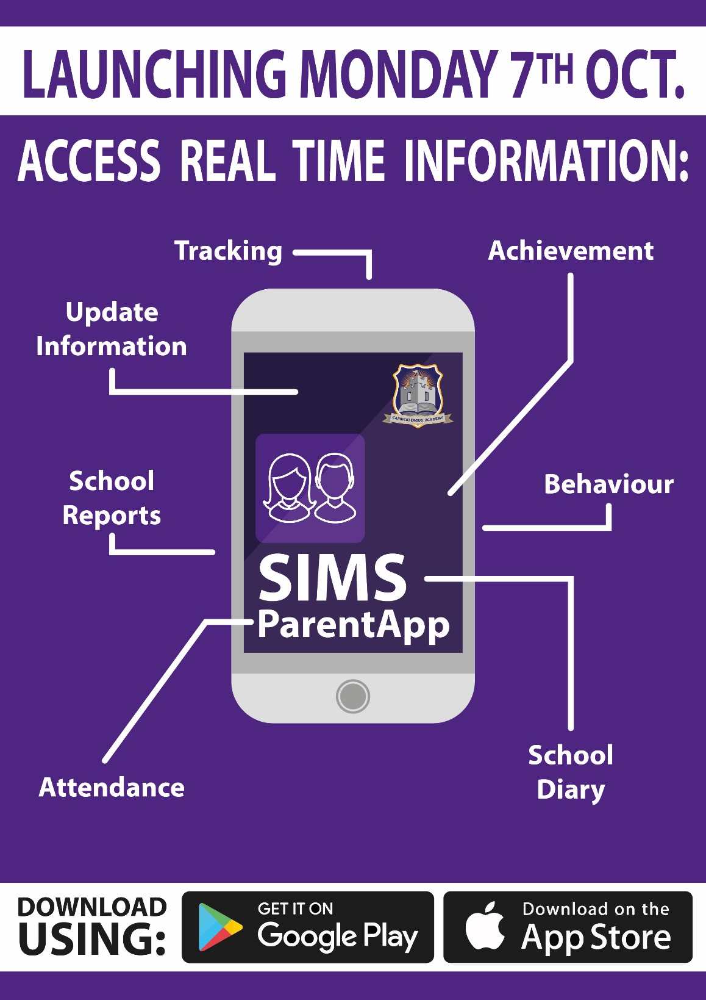 LAUNCHING MONDAY 7TH OCT.
ACCESS REAL TIME INFORMATION:
Tracking
Achievement
Update
Information
CARRICKFERGUS ACADEMY
School
Reports
Behaviour
SIMS
ParentApp
Attendance
School
Diary
DOWNLOAD
USING:
GET IT ON
Google Play
Download on the
App Store